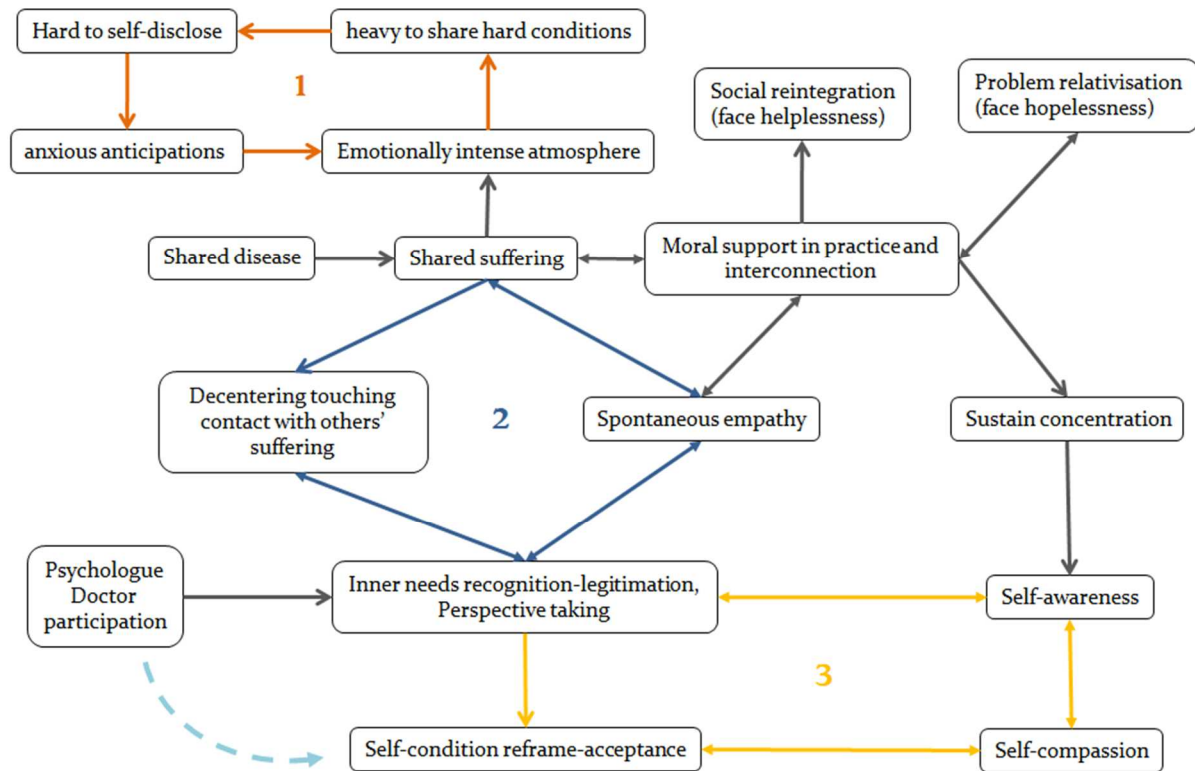 Hard to self-disclose
heavy to share hard conditions
1
Social reintegration
(face helplessness)
Problem relativisation
(face hopelessness)
anxious anticipations
Emotionally intense atmosphere
Shared disease
Shared suffering
Moral support in practice and
interconnection
Decentering touching
contact with others’
suffering
2
Spontaneous empathy
Sustain concentration
Psychologue
Doctor
participation
Inner needs recognition-legitimation,
Perspective taking
Self-awareness
3
Self-condition reframe-acceptance
Self-compassion